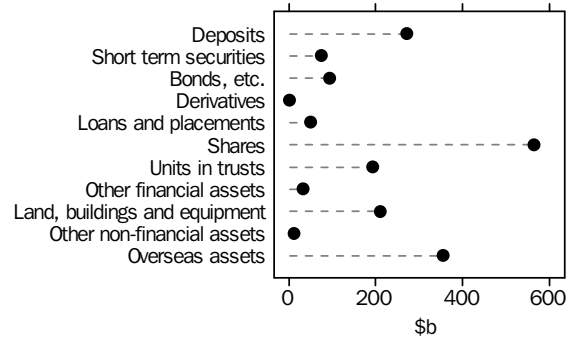 Deposits
Short term securities
Bonds, etc.
Derivatives
Loans and placements
Shares
Units in trusts
Other financial assets
Land, buildings and equipment
Other non-financial assets
Overseas assets
0 200 400 600
$b